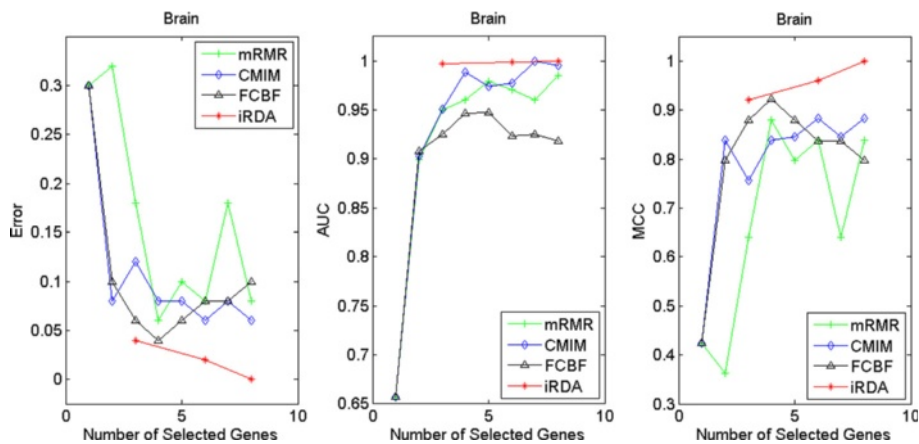 Brain
Error
0.3
0.25
0.2
0.15
0.1
0.05
0
0
5
10
Number of Selected Genes
mRMR
CMIM
FCBF
iRDA
Brain
AUC
1
0.95
0.9
0.85
0.8
0.75
0.7
0.65
0
5
10
Number of Selected Genes
mRMR
CMIM
FCBF
iRDA
Brain
MCC
1
0.9
0.8
0.7
0.6
0.5
0.4
0.3
0
5
10
Number of Selected Genes
mRMR
CMIM
FCBF
iRDA